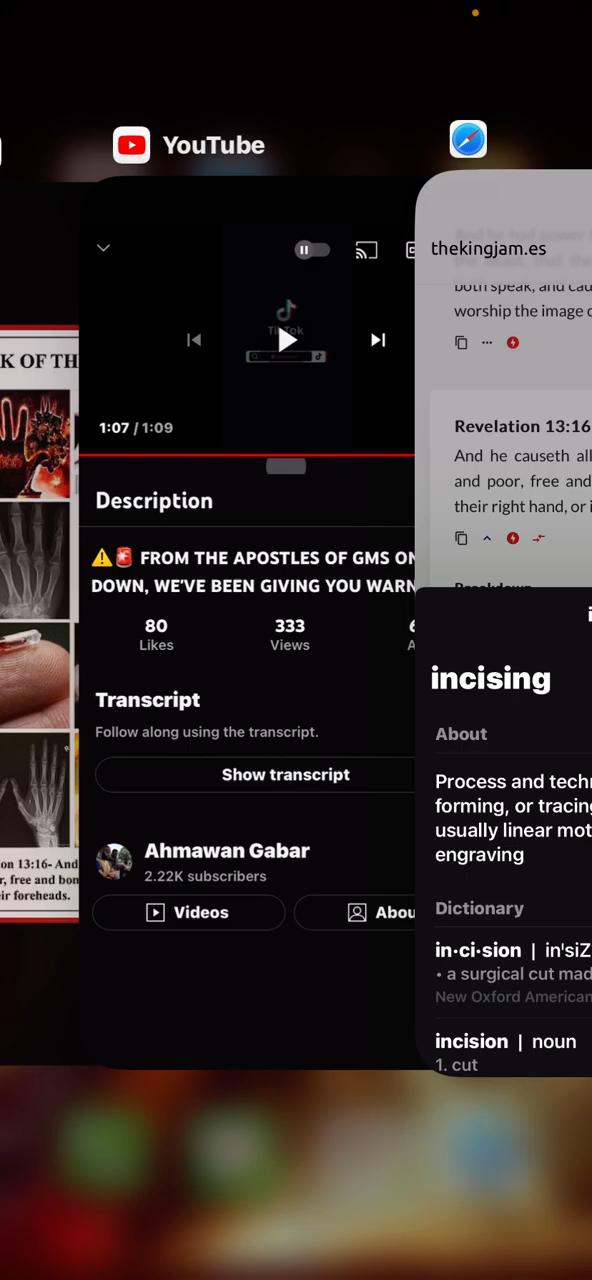 YouTube
K OF TH
on 13:16- And
r, free and bon
eir foreheads.
TikTok
1:07 / 1:09
Description
⚠️🚨 FROM THE APOSTLES OF GMS ON
DOWN, WE'VE BEEN GIVING YOU WARN
80
Likes
333
Views
Transcript
Follow along using the transcript.
Show transcript
Ahmawan Gabar
2.22K subscribers
Videos
Abou
thekingjam.es
both speak, and cau
worship the image o
Revelation 13:16
And he causeth all
and poor, free and
their right hand, or i
Breakdown
incising
About
Process and techn
forming, or tracing
usually linear mot
engraving
Dictionary
in·ci·sion | in'siZ
• a surgical cut mad
New Oxford American
incision | noun
1. cut